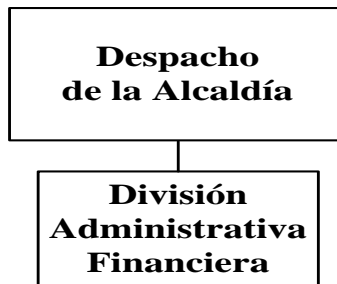 Despacho
de la Alcaldía
División
Administrativa
Financiera